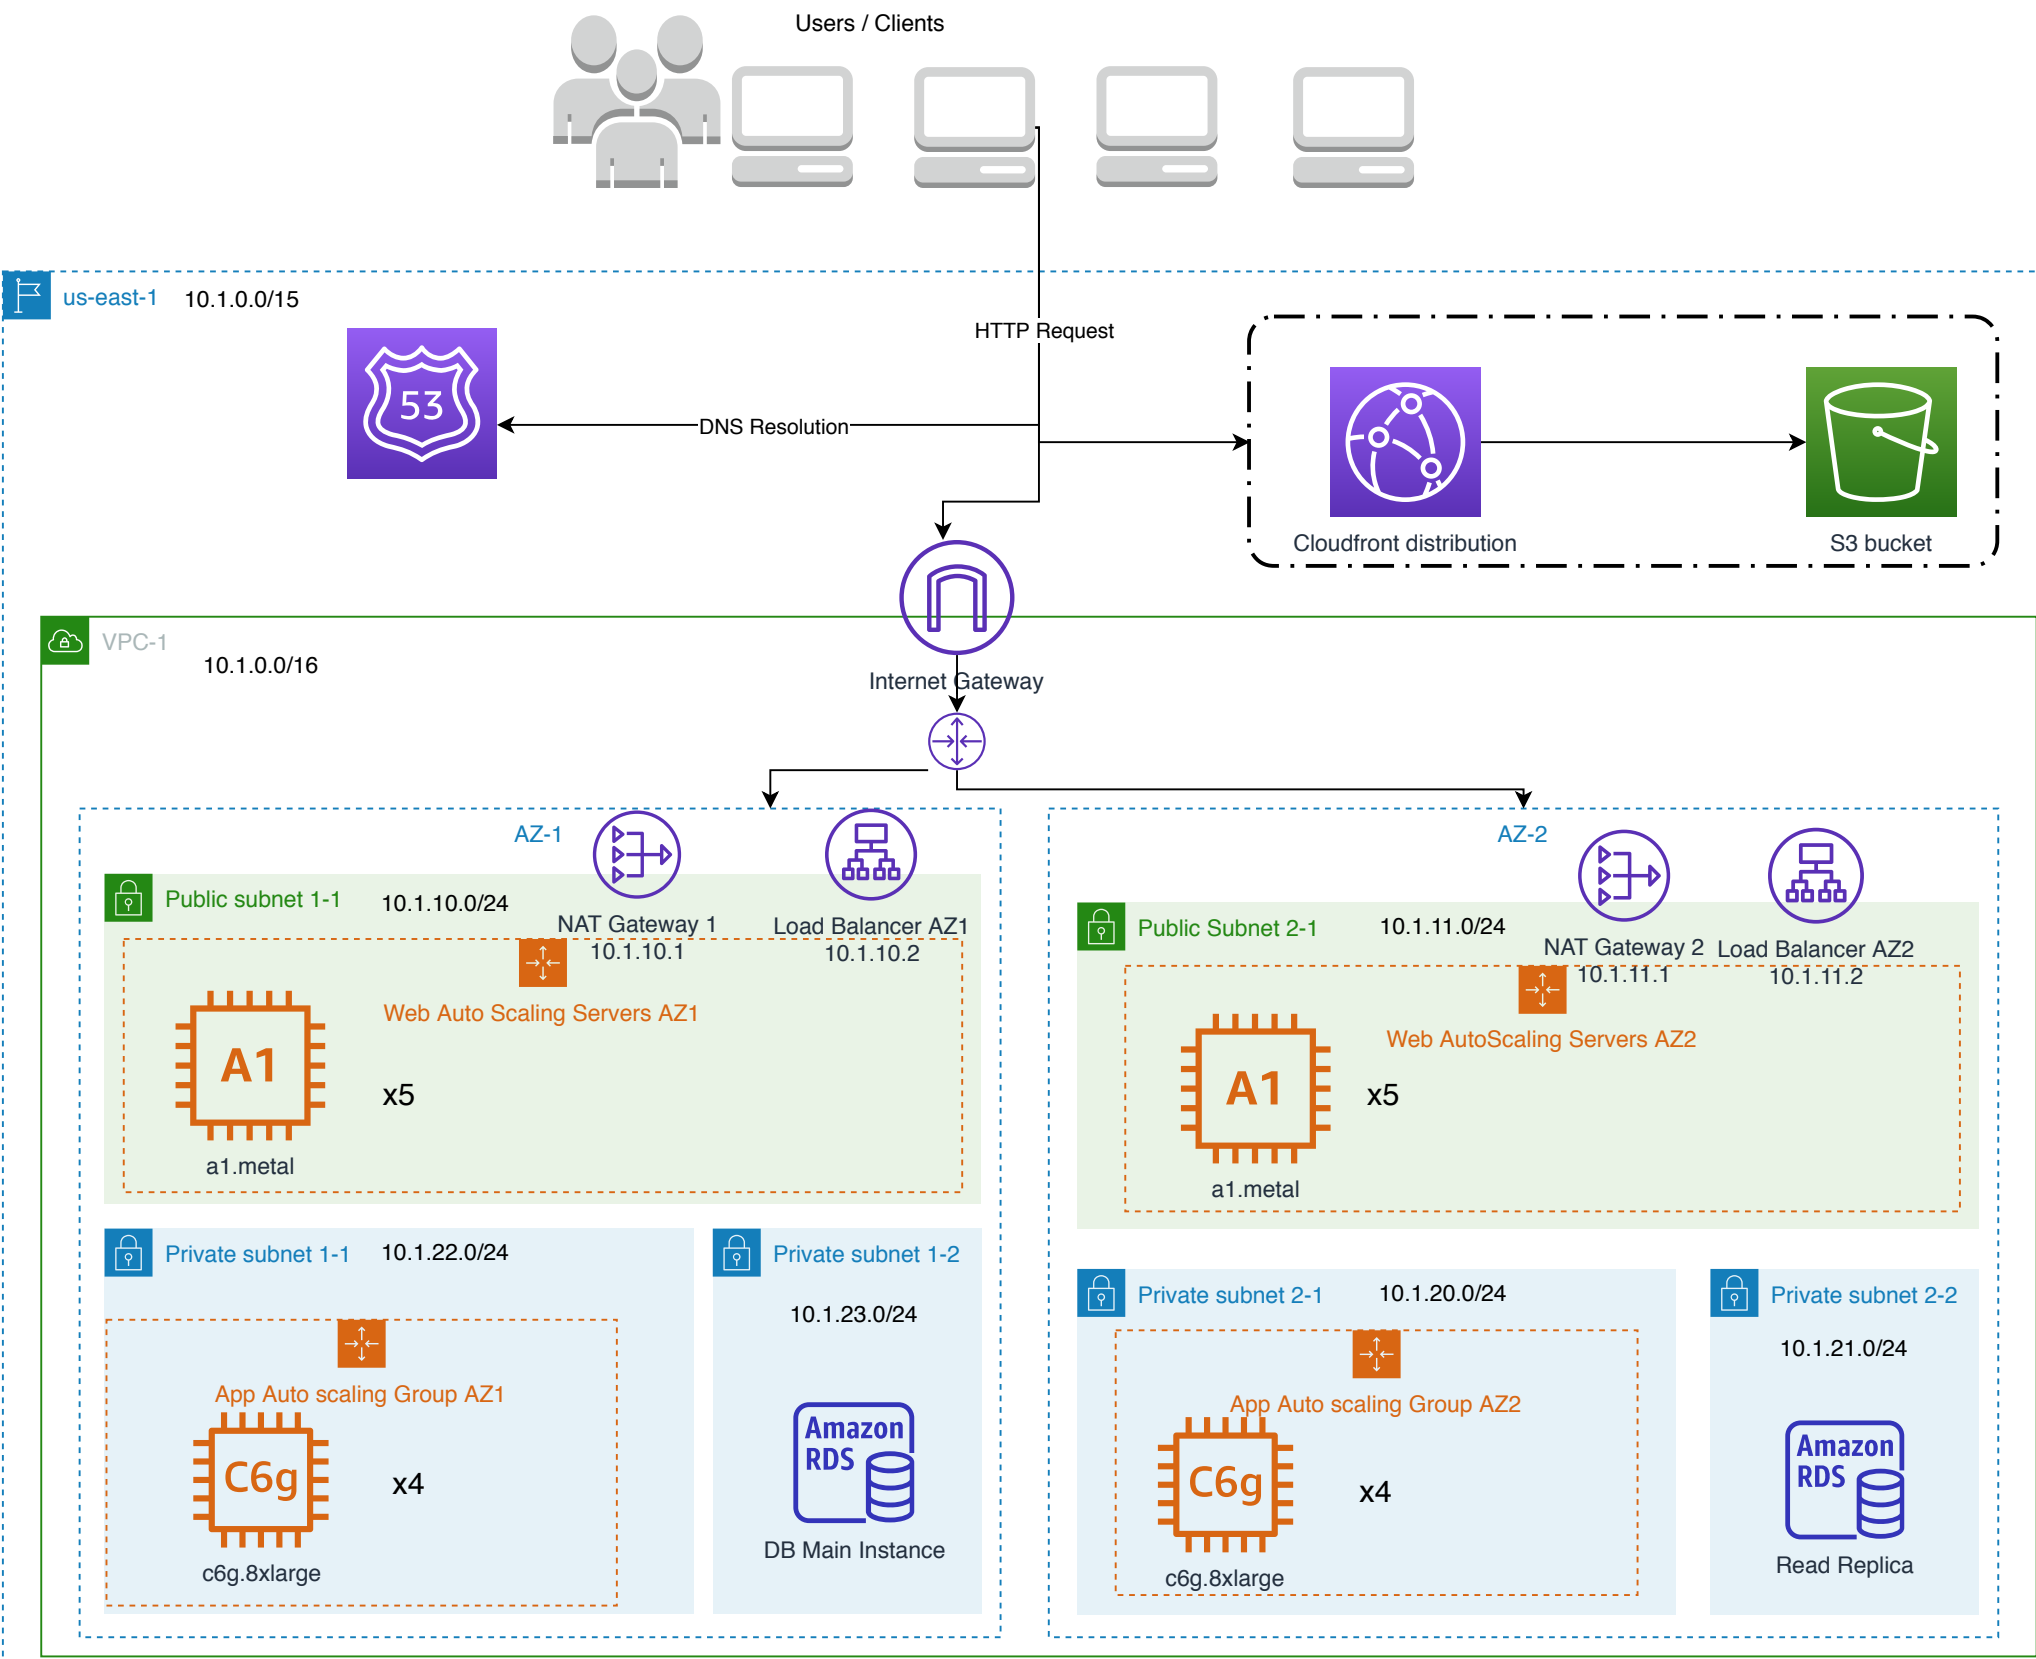 Users / Clients
us-east-1
10.1.0.0/15
HTTP Request
53
DNS Resolution
Cloudfront distribution
S3 bucket
VPC-1
10.1.0.0/16
Internet Gateway
AZ-1
Public subnet 1-1
10.1.10.0/24
NAT Gateway 1
10.1.10.1
Load Balancer AZ1
10.1.10.2
Web Auto Scaling Servers AZ1
A1
x5
a1.metal
Private subnet 1-1
10.1.22.0/24
App Auto scaling Group AZ1
C6g
x4
c6g.8xlarge
Private subnet 1-2
10.1.23.0/24
Amazon
RDS
DB Main Instance
AZ-2
Public Subnet 2-1
10.1.11.0/24
NAT Gateway 2
10.1.11.1
Load Balancer AZ2
10.1.11.2
Web AutoScaling Servers AZ2
A1
x5
a1.metal
Private subnet 2-1
10.1.20.0/24
App Auto scaling Group AZ2
C6g
x4
c6g.8xlarge
Private subnet 2-2
10.1.21.0/24
Amazon
RDS
Read Replica